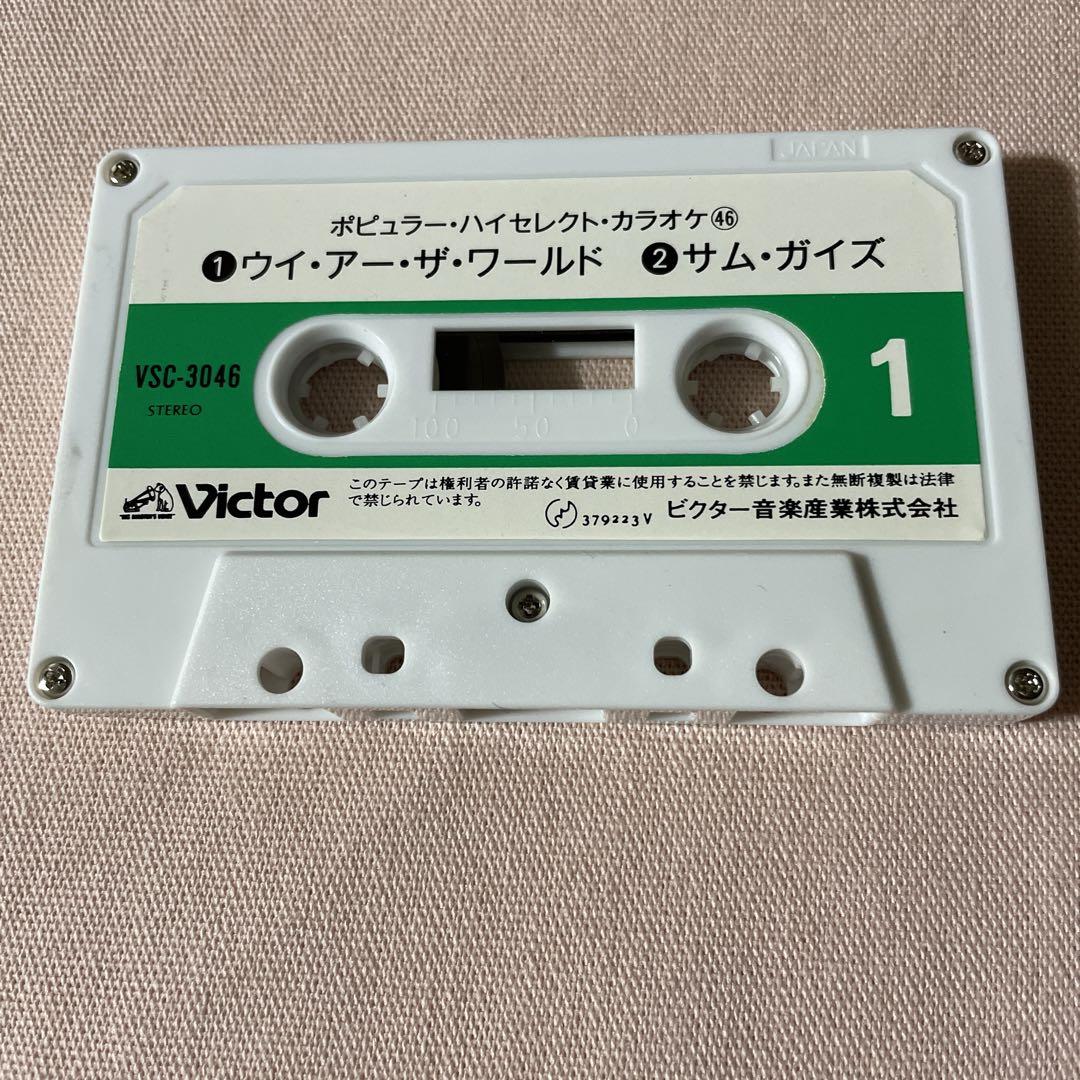 JAPAN
ポピュラー・ハイセレクト・カラオケ㊻
❶ウイ・アー・ザ・ワールド ❷サム・ガイズ
VSC-3046
STEREO
1
100 50 0
Victor
このテープは権利者の許諾なく賃貸業に使用することを禁じます。また無断複製は法律
で禁じられています。
379223V ビクター音楽産業株式会社